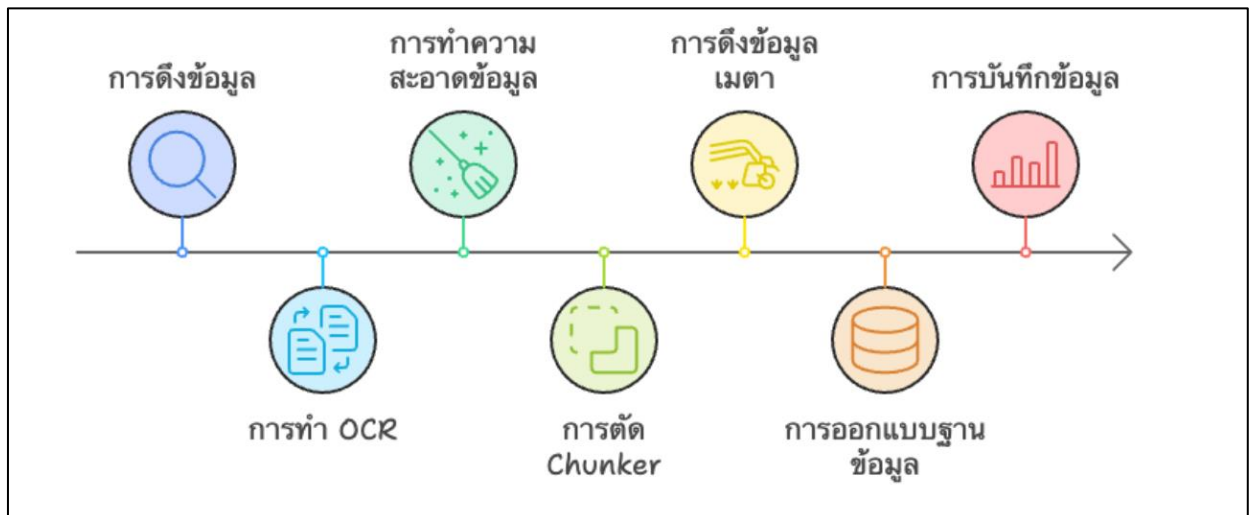 การดึงข้อมูล
การทำ OCR
การทำความ
สะอาดข้อมูล
การตัด
Chunker
การดึงข้อมูล
เมตา
การออกแบบฐาน
ข้อมูล
การบันทึกข้อมูล